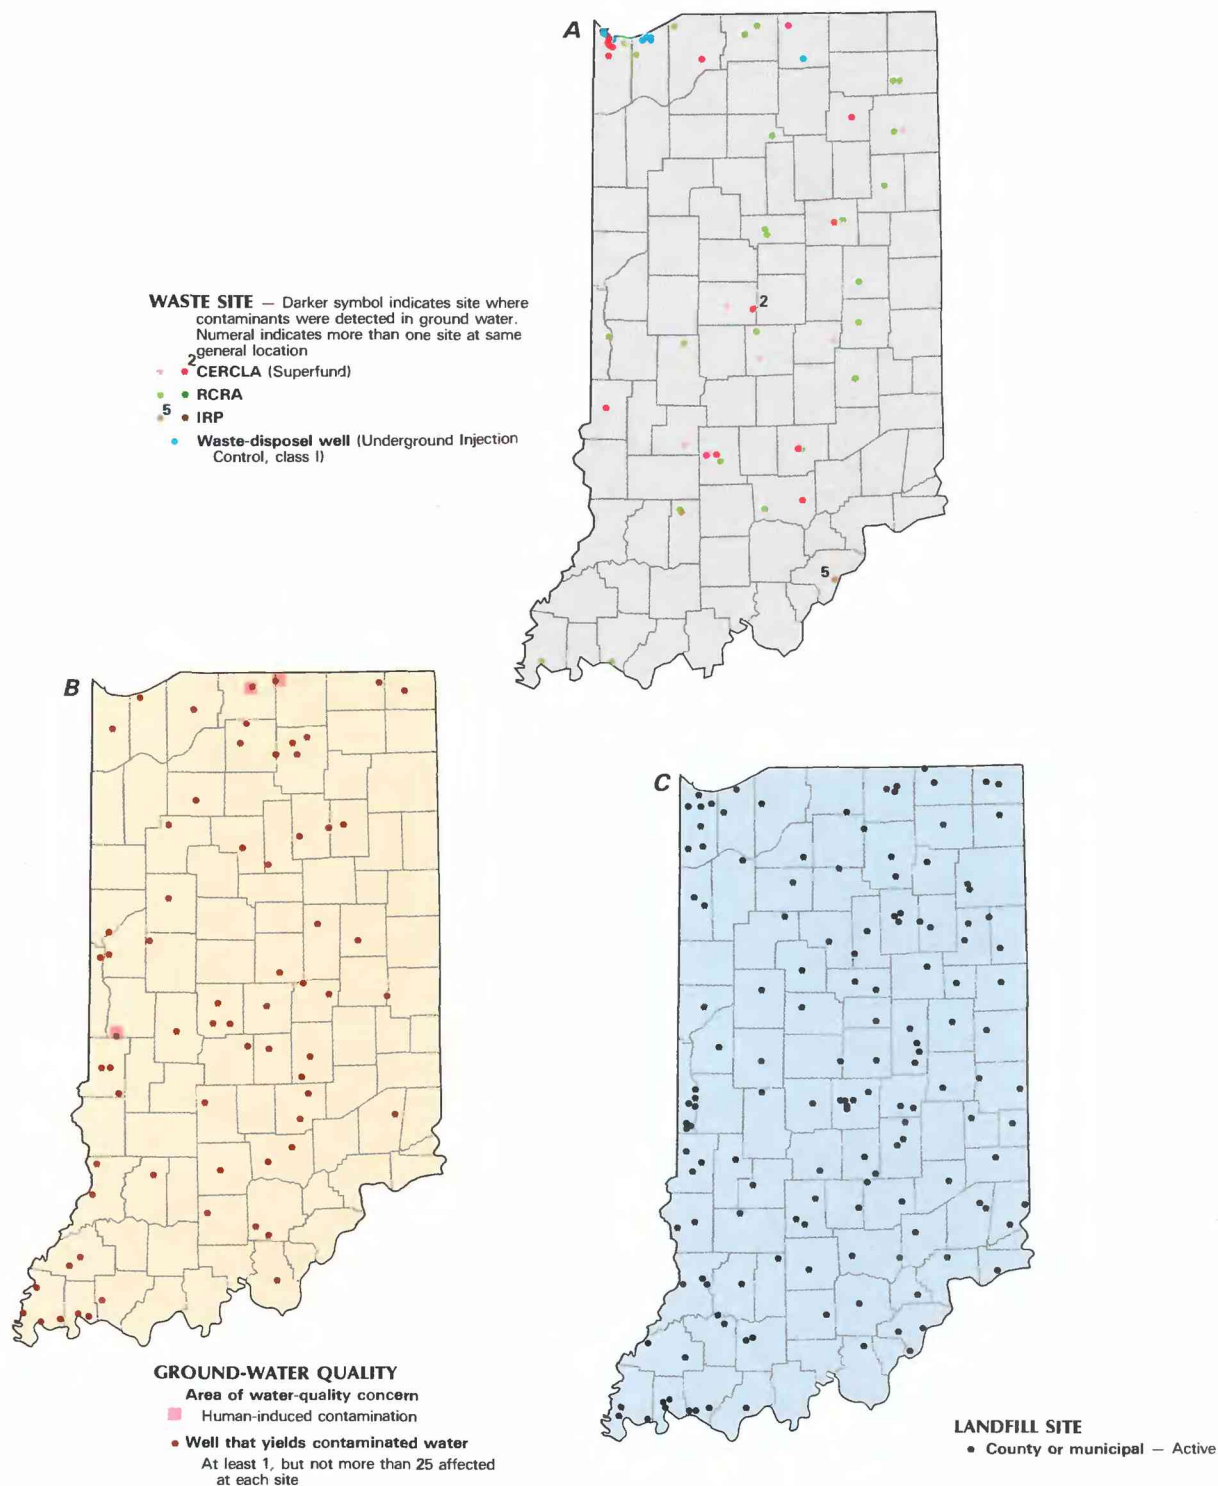 A
WASTE SITE — Darker symbol indicates site where
contaminants were detected in ground water.
Numeral indicates more than one site at same
general location
2
CERCLA (Superfund)
RCRA
5
IRP
Waste-disposel well (Underground Injection
Control, class I)
2
5
B
GROUND-WATER QUALITY
Area of water-quality concern
Human-induced contamination
Well that yields contaminated water
At least 1, but not more than 25 affected
at each site
C
LANDFILL SITE
County or municipal — Active